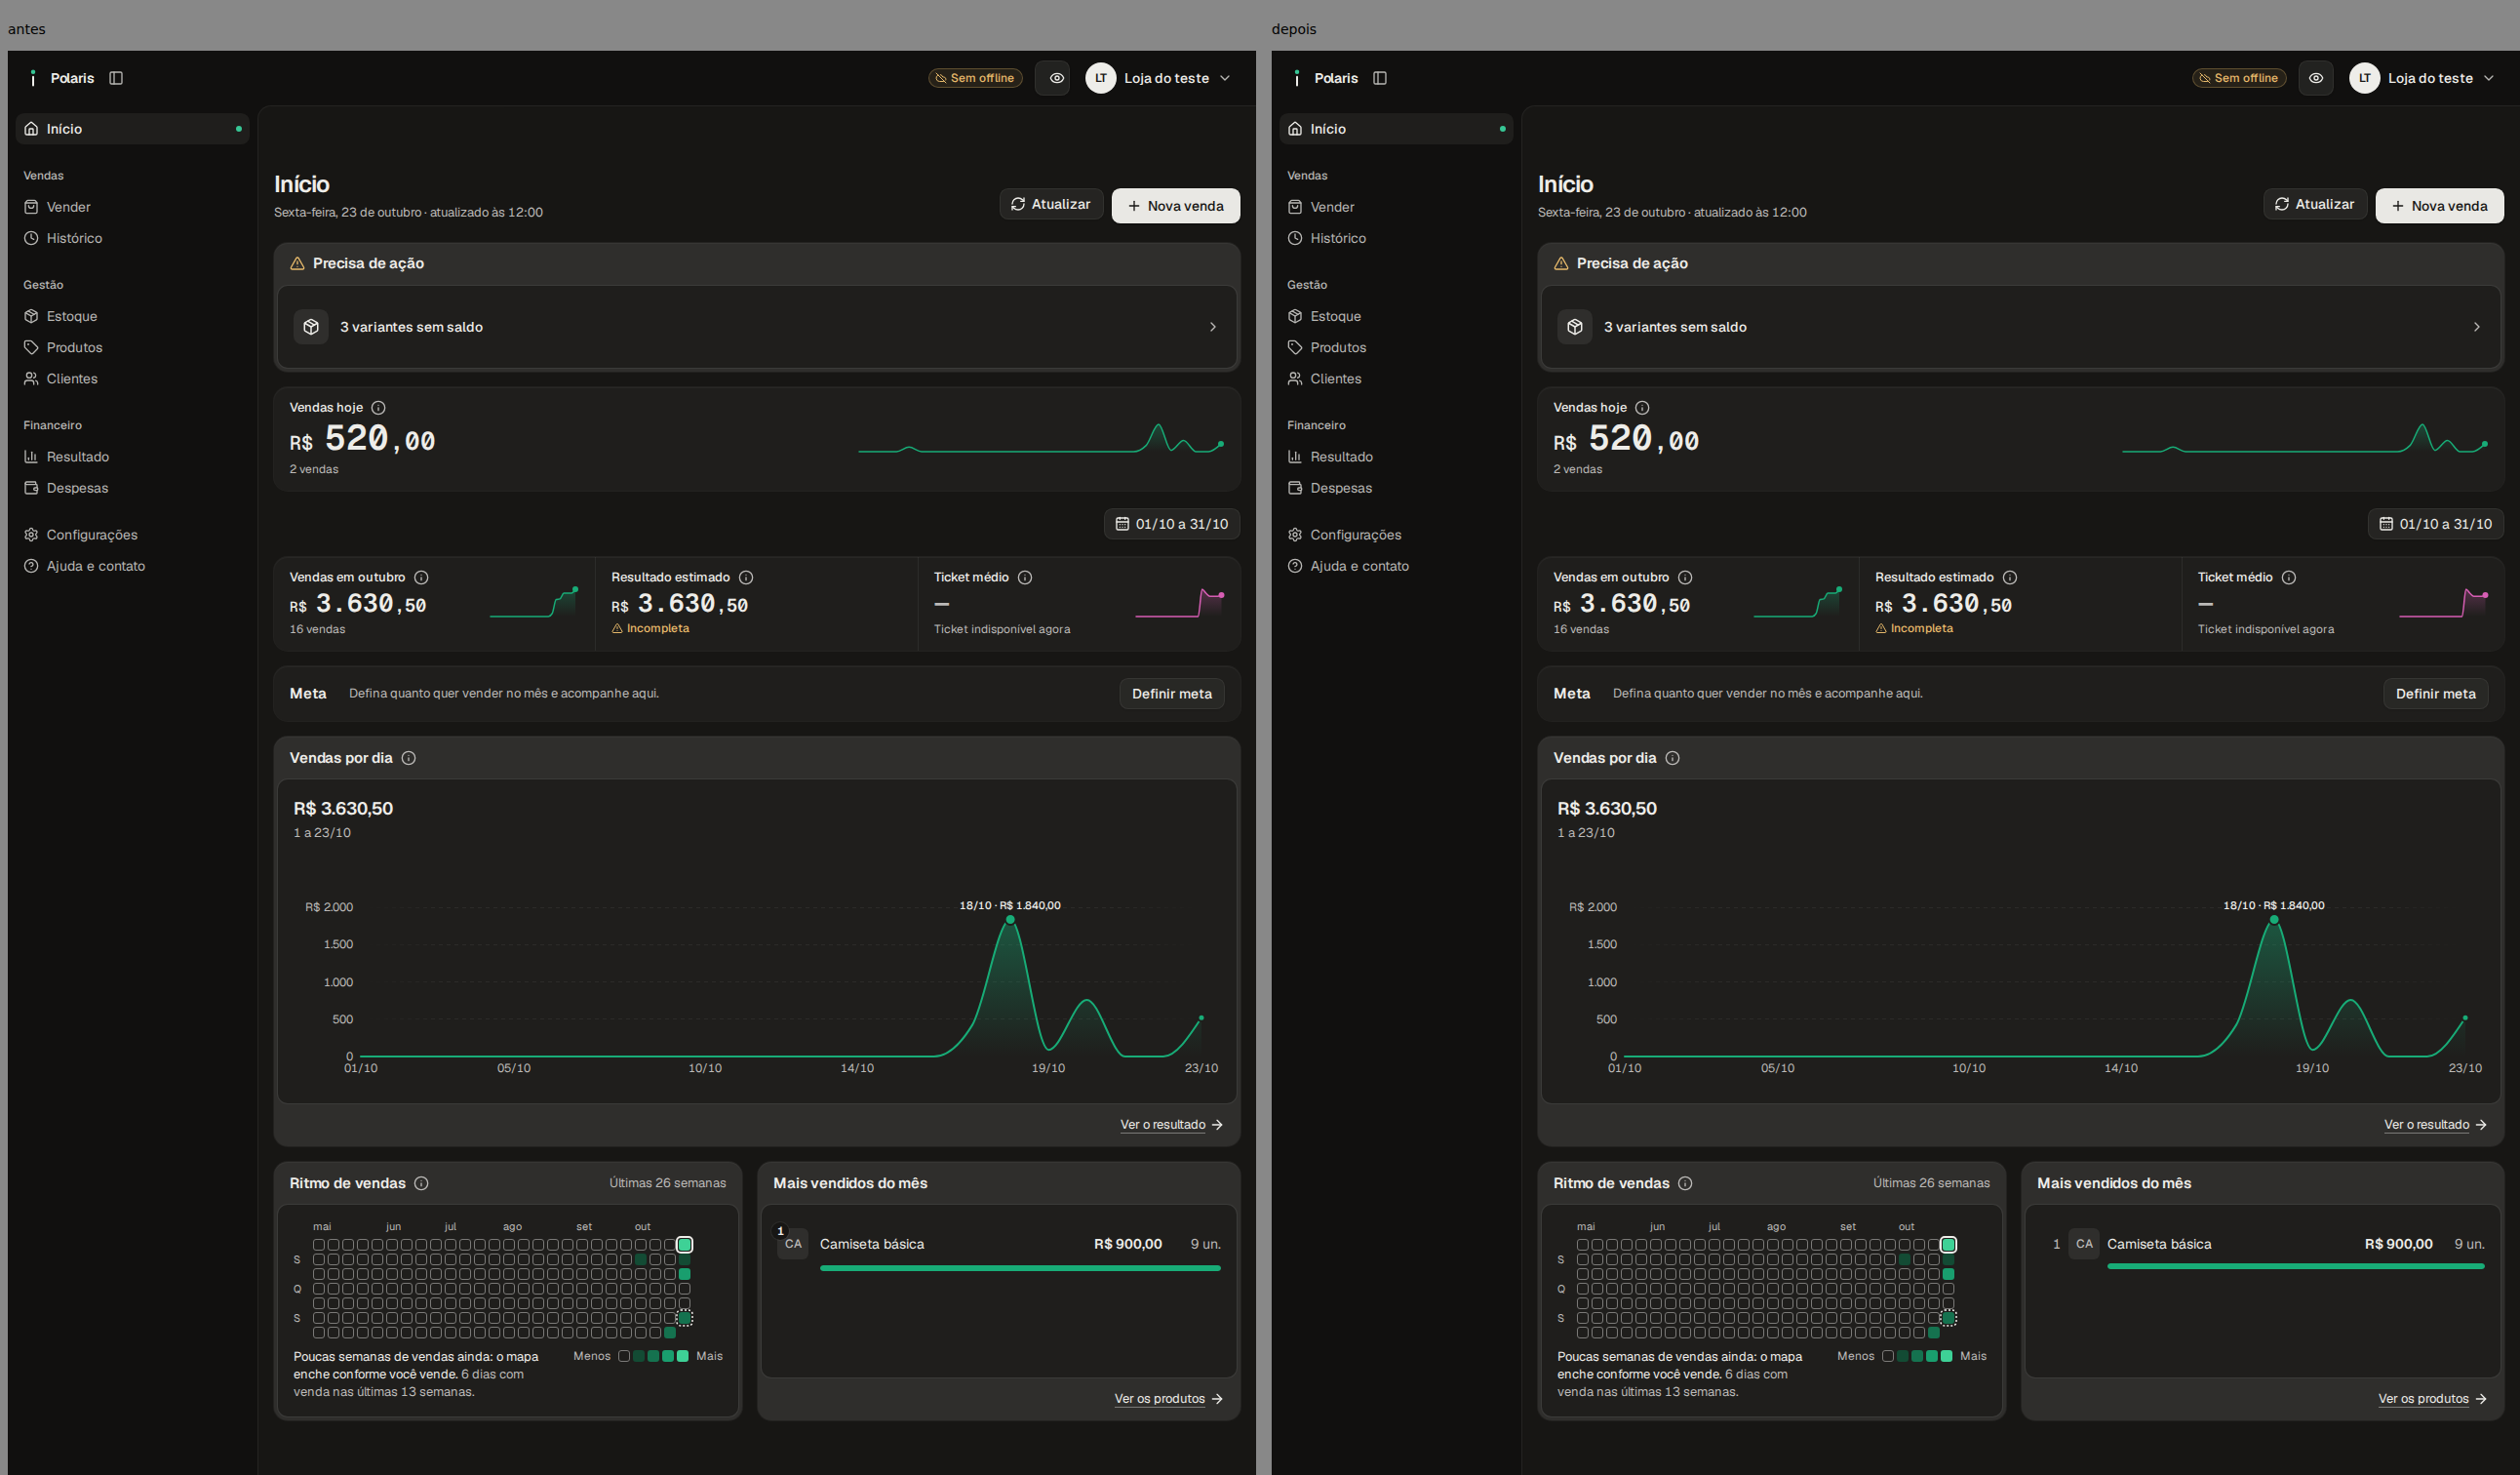 antes
Polaris
Sem offline
LT
Loja do teste
Início
Vendas
Vender
Histórico
Gestão
Estoque
Produtos
Clientes
Financeiro
Resultado
Despesas
Configurações
Ajuda e contato
Início
Sexta-feira, 23 de outubro · atualizado às 12:00
Atualizar
Nova venda
Precisa de ação
3 variantes sem saldo
Vendas hoje
R$ 520,00
2 vendas
01/10 a 31/10
Vendas em outubro
R$ 3.630,50
16 vendas
Resultado estimado
R$ 3.630,50
Incompleta
Ticket médio
—
Ticket indisponível agora
Meta
Defina quanto quer vender no mês e acompanhe aqui.
Definir meta
Vendas por dia
R$ 3.630,50
1 a 23/10
18/10 · R$ 1.840,00
R$ 2.000
1.500
1.000
500
0
01/10 05/10 10/10 14/10 19/10 23/10
Ver o resultado
Ritmo de vendas
Últimas 26 semanas
mai jun jul ago set out
S
Q
S
Poucas semanas de vendas ainda: o mapa
enche conforme você vende. 6 dias com
venda nas últimas 13 semanas.
Menos
Mais
Mais vendidos do mês
1
CA
Camiseta básica
R$ 900,00
9 un.
Ver os produtos
depois
Polaris
Sem offline
LT
Loja do teste
Início
Vendas
Vender
Histórico
Gestão
Estoque
Produtos
Clientes
Financeiro
Resultado
Despesas
Configurações
Ajuda e contato
Início
Sexta-feira, 23 de outubro · atualizado às 12:00
Atualizar
Nova venda
Precisa de ação
3 variantes sem saldo
Vendas hoje
R$ 520,00
2 vendas
01/10 a 31/10
Vendas em outubro
R$ 3.630,50
16 vendas
Resultado estimado
R$ 3.630,50
Incompleta
Ticket médio
—
Ticket indisponível agora
Meta
Defina quanto quer vender no mês e acompanhe aqui.
Definir meta
Vendas por dia
R$ 3.630,50
1 a 23/10
18/10 · R$ 1.840,00
R$ 2.000
1.500
1.000
500
0
01/10 05/10 10/10 14/10 19/10 23/10
Ver o resultado
Ritmo de vendas
Últimas 26 semanas
mai jun jul ago set out
S
Q
S
Poucas semanas de vendas ainda: o mapa
enche conforme você vende. 6 dias com
venda nas últimas 13 semanas.
Menos
Mais
Mais vendidos do mês
1
CA
Camiseta básica
R$ 900,00
9 un.
Ver os produtos